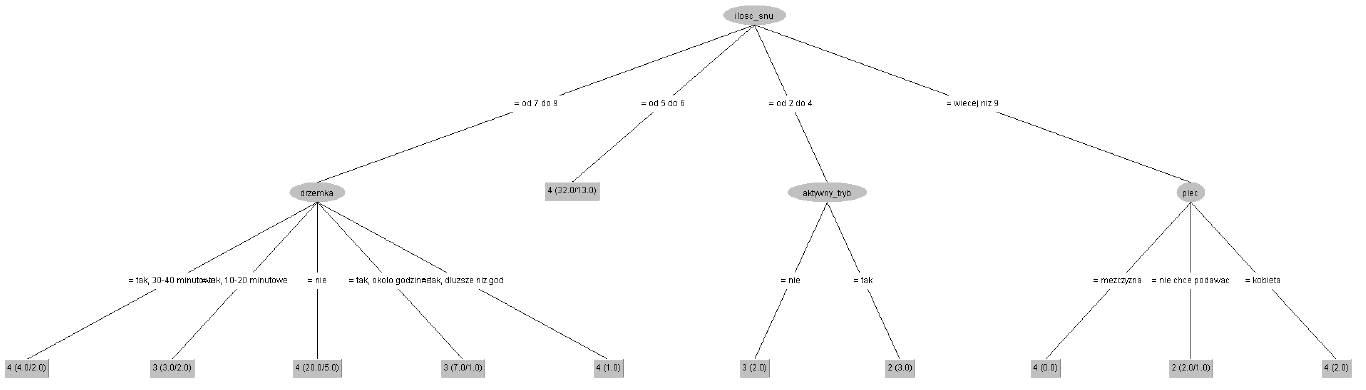 ilosc_snu
= od 7 do 9
= od 5 do 6
= od 2 do 4
= wiecej niz 9
drzemka
4 (32.0/13.0)
aktywny_tryb
plec
= tak, 30-40 minutowe
= tak, 10-20 minutowe
= nie
= tak, okolo godzinne
= tak, dluzsze niz god
= nie
= tak
= mezczyzna
= nie chce podawac
= kobieta
4 (4.0/2.0)
3 (3.0/2.0)
4 (20.0/5.0)
3 (7.0/1.0)
4 (1.0)
3 (2.0)
2 (3.0)
4 (0.0)
2 (2.0/1.0)
4 (2.0)